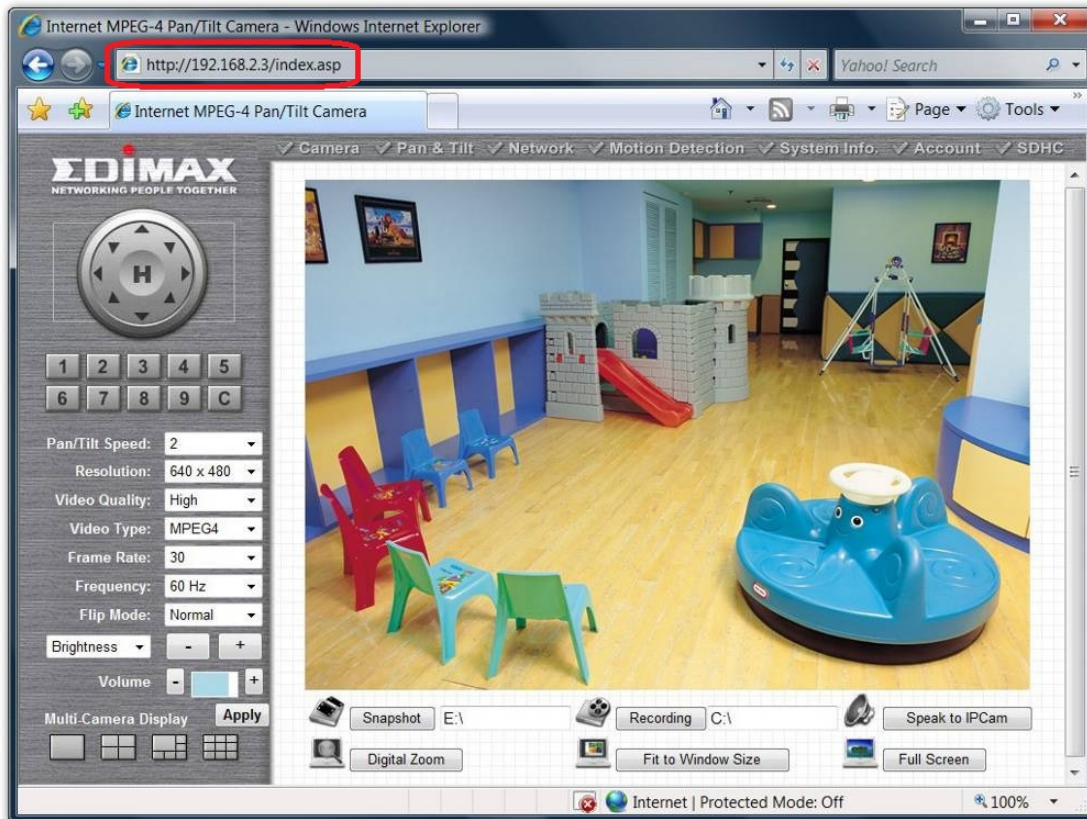 Internet MPEG-4 Pan/Tilt Camera - Windows Internet Explorer
http://192.168.2.3/index.asp
Yahoo! Search
Internet MPEG-4 Pan/Tilt Camera
Page
Tools
EDIMAX
NETWORKING PEOPLE TOGETHER
Camera Pan & Tilt Network Motion Detection System Info. Account SDHC
H
1 2 3 4 5
6 7 8 9 C
Pan/Tilt Speed: 2
Resolution: 640 x 480
Video Quality: High
Video Type: MPEG4
Frame Rate: 30
Frequency: 60 Hz
Flip Mode: Normal
Brightness - +
Volume - +
Multi-Camera Display Apply
Snapshot E:\ Recording C:\ Speak to IPCam
Digital Zoom Fit to Window Size Full Screen
Internet | Protected Mode: Off 100%